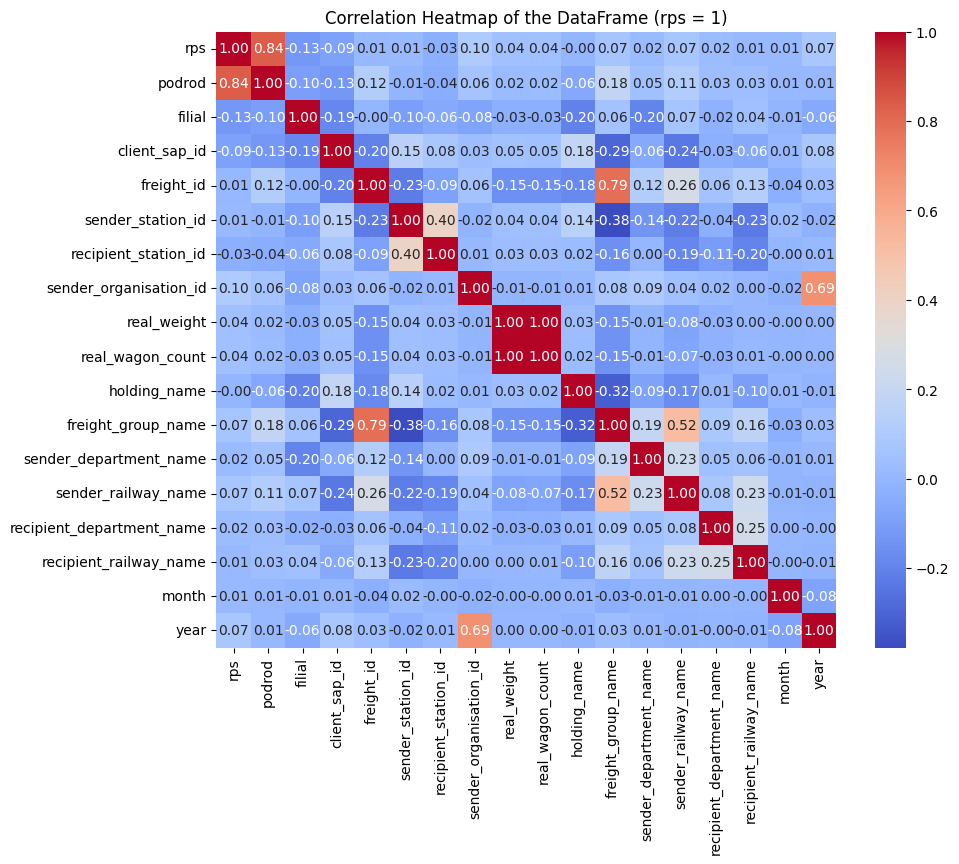 Correlation Heatmap of the DataFrame (rps = 1)
rps 1.00 0.84 -0.13 -0.09 0.01 0.01 -0.03 0.10 0.04 0.04 -0.00 0.07 0.02 0.07 0.02 0.01 0.01 0.07
podrod 0.84 1.00 -0.10 -0.13 0.12 -0.01 -0.04 0.06 0.02 0.02 -0.06 0.18 0.05 0.11 0.03 0.03 0.01 0.01
filial -0.13 -0.10 1.00 -0.19 -0.00 -0.10 -0.06 -0.08 -0.03 -0.03 -0.20 0.06 -0.20 0.07 -0.02 0.04 -0.01 -0.06
client_sap_id -0.09 -0.13 -0.19 1.00 -0.20 0.15 0.08 0.03 0.05 0.05 0.18 -0.29 -0.06 -0.24 -0.03 -0.06 0.01 0.08
freight_id 0.01 0.12 -0.00 -0.20 1.00 -0.23 -0.09 0.06 -0.15 -0.15 -0.18 0.79 0.12 0.26 0.06 0.13 -0.04 0.03
sender_station_id 0.01 -0.01 -0.10 0.15 -0.23 1.00 0.40 -0.02 0.04 0.04 0.14 -0.38 -0.14 -0.22 -0.04 -0.23 0.02 -0.02
recipient_station_id -0.03 -0.04 -0.06 0.08 -0.09 0.40 1.00 0.01 0.03 0.03 0.02 -0.16 0.00 -0.19 -0.11 -0.20 -0.00 0.01
sender_organisation_id 0.10 0.06 -0.08 0.03 0.06 -0.02 0.01 1.00 -0.01 -0.01 0.01 0.08 0.09 0.04 0.02 0.00 -0.02 0.69
real_weight 0.04 0.02 -0.03 0.05 -0.15 0.04 0.03 -0.01 1.00 1.00 0.03 -0.15 -0.01 -0.08 -0.03 0.00 -0.00 0.00
real_wagon_count 0.04 0.02 -0.03 0.05 -0.15 0.04 0.03 -0.01 1.00 1.00 0.02 -0.15 -0.01 -0.07 -0.03 0.01 -0.00 0.00
holding_name -0.00 -0.06 -0.20 0.18 -0.18 0.14 0.02 0.01 0.03 0.02 1.00 -0.32 -0.09 -0.17 0.01 -0.10 0.01 -0.01
freight_group_name 0.07 0.18 0.06 -0.29 0.79 -0.38 -0.16 0.08 -0.15 -0.15 -0.32 1.00 0.19 0.52 0.09 0.16 -0.03 0.03
sender_department_name 0.02 0.05 -0.20 -0.06 0.12 -0.14 0.00 0.09 -0.01 -0.01 -0.09 0.19 1.00 0.23 0.05 0.06 -0.01 0.01
sender_railway_name 0.07 0.11 0.07 -0.24 0.26 -0.22 -0.19 0.04 -0.08 -0.07 -0.17 0.52 0.23 1.00 0.08 0.23 -0.01 -0.01
recipient_department_name 0.02 0.03 -0.02 -0.03 0.06 -0.04 -0.11 0.02 -0.03 -0.03 0.01 0.09 0.05 0.08 1.00 0.25 0.00 -0.00
recipient_railway_name 0.01 0.03 0.04 -0.06 0.13 -0.23 -0.20 0.00 0.00 0.01 -0.10 0.16 0.06 0.23 0.25 1.00 -0.00 -0.01
month 0.01 0.01 -0.01 0.01 -0.04 0.02 -0.00 -0.02 -0.00 -0.00 0.01 -0.03 -0.01 -0.01 0.00 -0.00 1.00 -0.08
year 0.07 0.01 -0.06 0.08 0.03 -0.02 0.01 0.69 0.00 0.00 -0.01 0.03 0.01 -0.01 -0.00 -0.01 -0.08 1.00
rps
podrod
filial
client_sap_id
freight_id
sender_station_id
recipient_station_id
sender_organisation_id
real_weight
real_wagon_count
holding_name
freight_group_name
sender_department_name
sender_railway_name
recipient_department_name
recipient_railway_name
month
year
1.0
0.8
0.6
0.4
0.2
0.0
−0.2